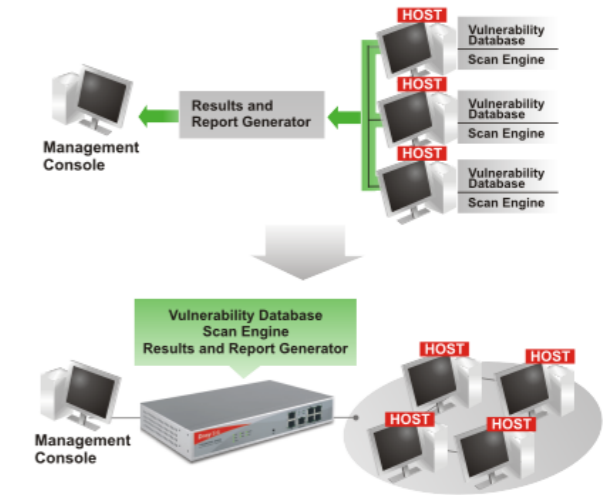 HOST
Vulnerability
Database
Scan Engine
HOST
Vulnerability
Database
Scan Engine
Results and
Report Generator
Management
Console
HOST
Vulnerability
Database
Scan Engine
Vulnerability Database
Scan Engine
Results and Report Generator
HOST
HOST
HOST
HOST
Management
Console